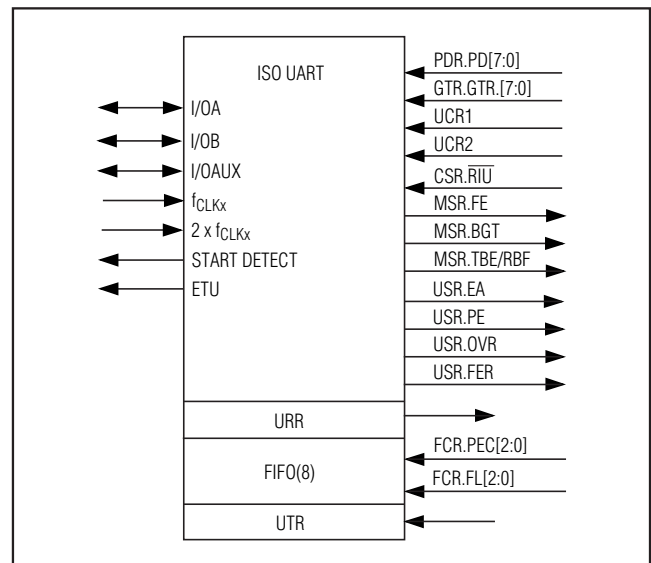 ISO UART
I/OA
I/OB
I/OAUX
fCLKx
2 x fCLKx
START DETECT
ETU
PDR.PD[7:0]
GTR.GTR.[7:0]
UCR1
UCR2
CSR.R̅I̅U̅
MSR.FE
MSR.BGT
MSR.TBE/RBF
USR.EA
USR.PE
USR.OVR
USR.FER
URR
FIFO(8)
FCR.PEC[2:0]
FCR.FL[2:0]
UTR